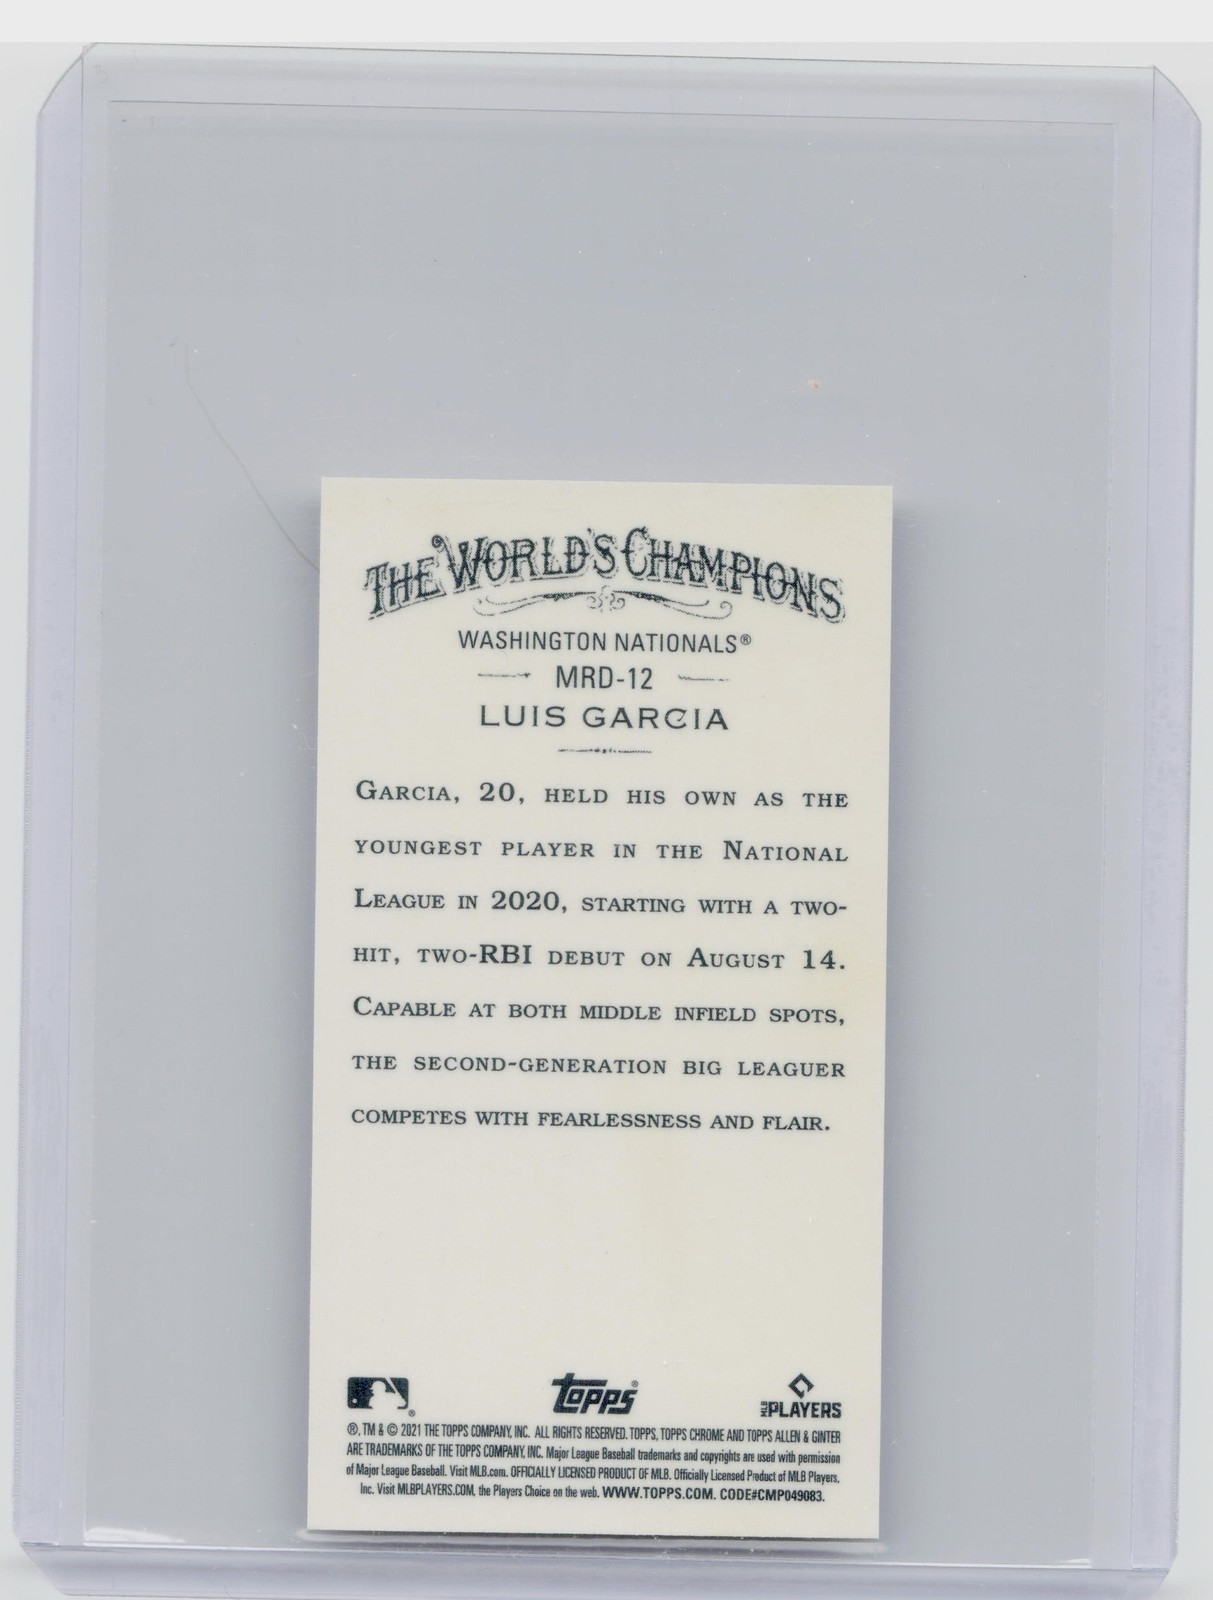 THE WORLD'S CHAMPIONS
WASHINGTON NATIONALS®
MRD-12
LUIS GARCIA
GARCIA, 20, HELD HIS OWN AS THE
YOUNGEST PLAYER IN THE NATIONAL
LEAGUE IN 2020, STARTING WITH A TWO-
HIT, TWO-RBI DEBUT ON AUGUST 14.
CAPABLE AT BOTH MIDDLE INFIELD SPOTS,
THE SECOND-GENERATION BIG LEAGUER
COMPETES WITH FEARLESSNESS AND FLAIR.
® topps® MLB PLAYERS
®, TM & © 2021 THE TOPPS COMPANY, INC. ALL RIGHTS RESERVED. TOPPS, TOPPS CHROME AND TOPPS ALLEN & GINTER
ARE TRADEMARKS OF THE TOPPS COMPANY, INC. Major League Baseball trademarks and copyrights are used with permission
of Major League Baseball. Visit MLB.com. OFFICIALLY LICENSED PRODUCT OF MLB. Officially Licensed Product of MLB Players,
Inc. Visit MLBPLAYERS.COM, the Players Choice on the web. WWW.TOPPS.COM. CODE#CMP049083.